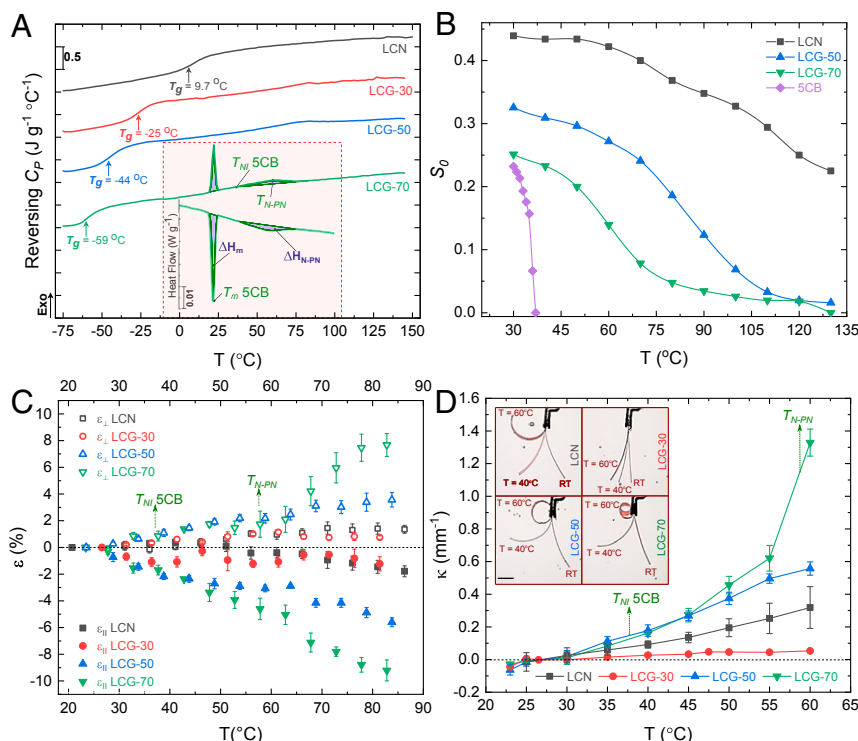 A
0.5
LCN
Tg = 9.7 °C
LCG-30
Tg = -25 °C
LCG-50
Tg = -44 °C
LCG-70
Tg = -59 °C
TNI 5CB
TN-PN
ΔHm
ΔHN-PN
Tm 5CB
Heat Flow (W g-1)
0.01
Exo
Reversing CP (J g-1 °C-1)
-75 -50 -25 0 25 50 75 100 125 150
T (°C)
B
LCN
LCG-50
LCG-70
5CB
S0
0.4
0.3
0.2
0.1
0.0
30 45 60 75 90 105 120 135
T (°C)
C
20 30 40 50 60 70 80 90
ε⊥ LCN
ε⊥ LCG-30
ε⊥ LCG-50
ε⊥ LCG-70
TNI 5CB
TN-PN
ε|| LCN
ε|| LCG-30
ε|| LCG-50
ε|| LCG-70
ε (%)
10
8
6
4
2
0
-2
-4
-6
-8
-10
20 30 40 50 60 70 80 90
T(°C)
D
T = 60°C
T = 40°C
RT
LCN
T = 60°C
T = 40°C
RT
LCG-30
T = 60°C
T = 40°C
RT
LCG-50
T = 60°C
T = 40°C
RT
LCG-70
TN-PN
TNI 5CB
LCN LCG-30 LCG-50 LCG-70
κ (mm-1)
1.6
1.4
1.2
1.0
0.8
0.6
0.4
0.2
0.0
-0.2
20 25 30 35 40 45 50 55 60 65
T (°C)